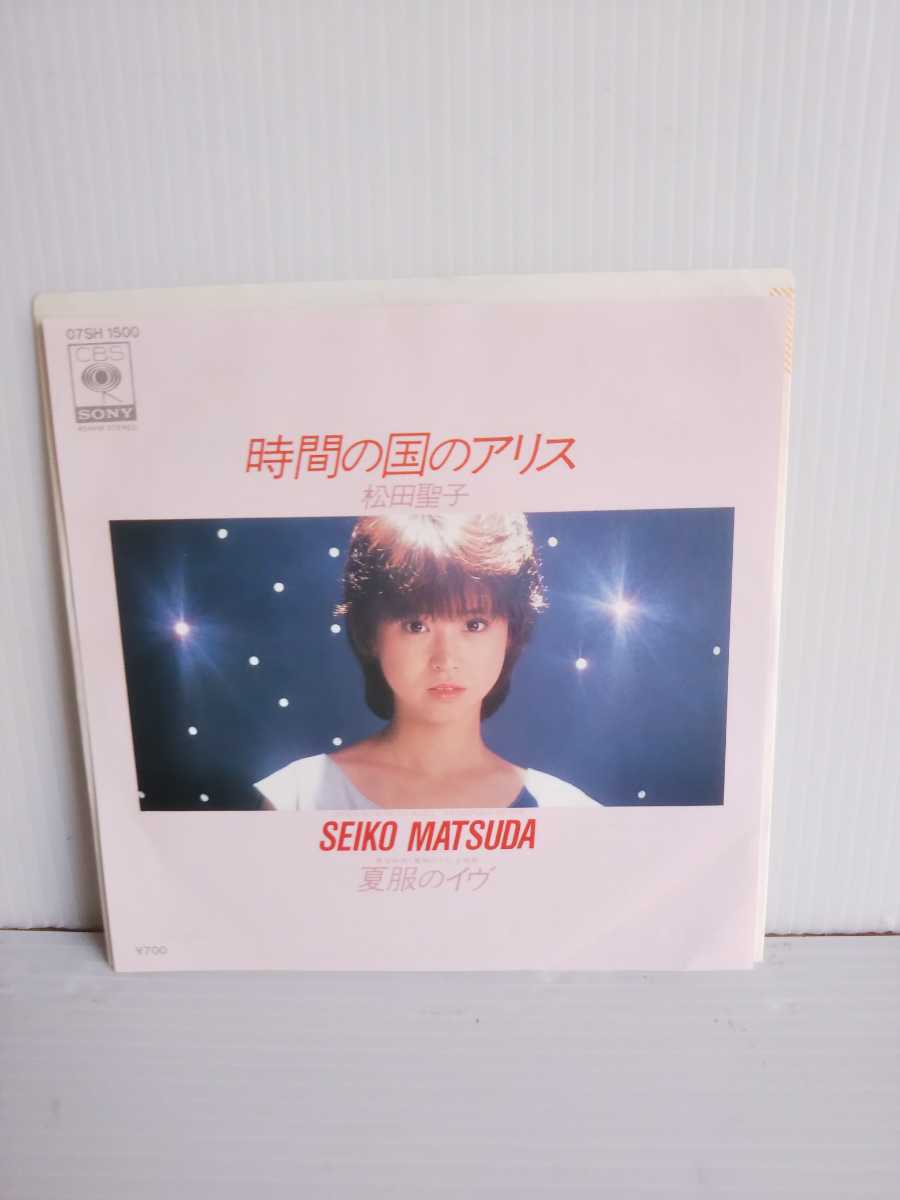 07SH 1500
CBS
SONY
時間の国のアリス
松田聖子
SEIKO MATSUDA
夏服のイヴ
¥700